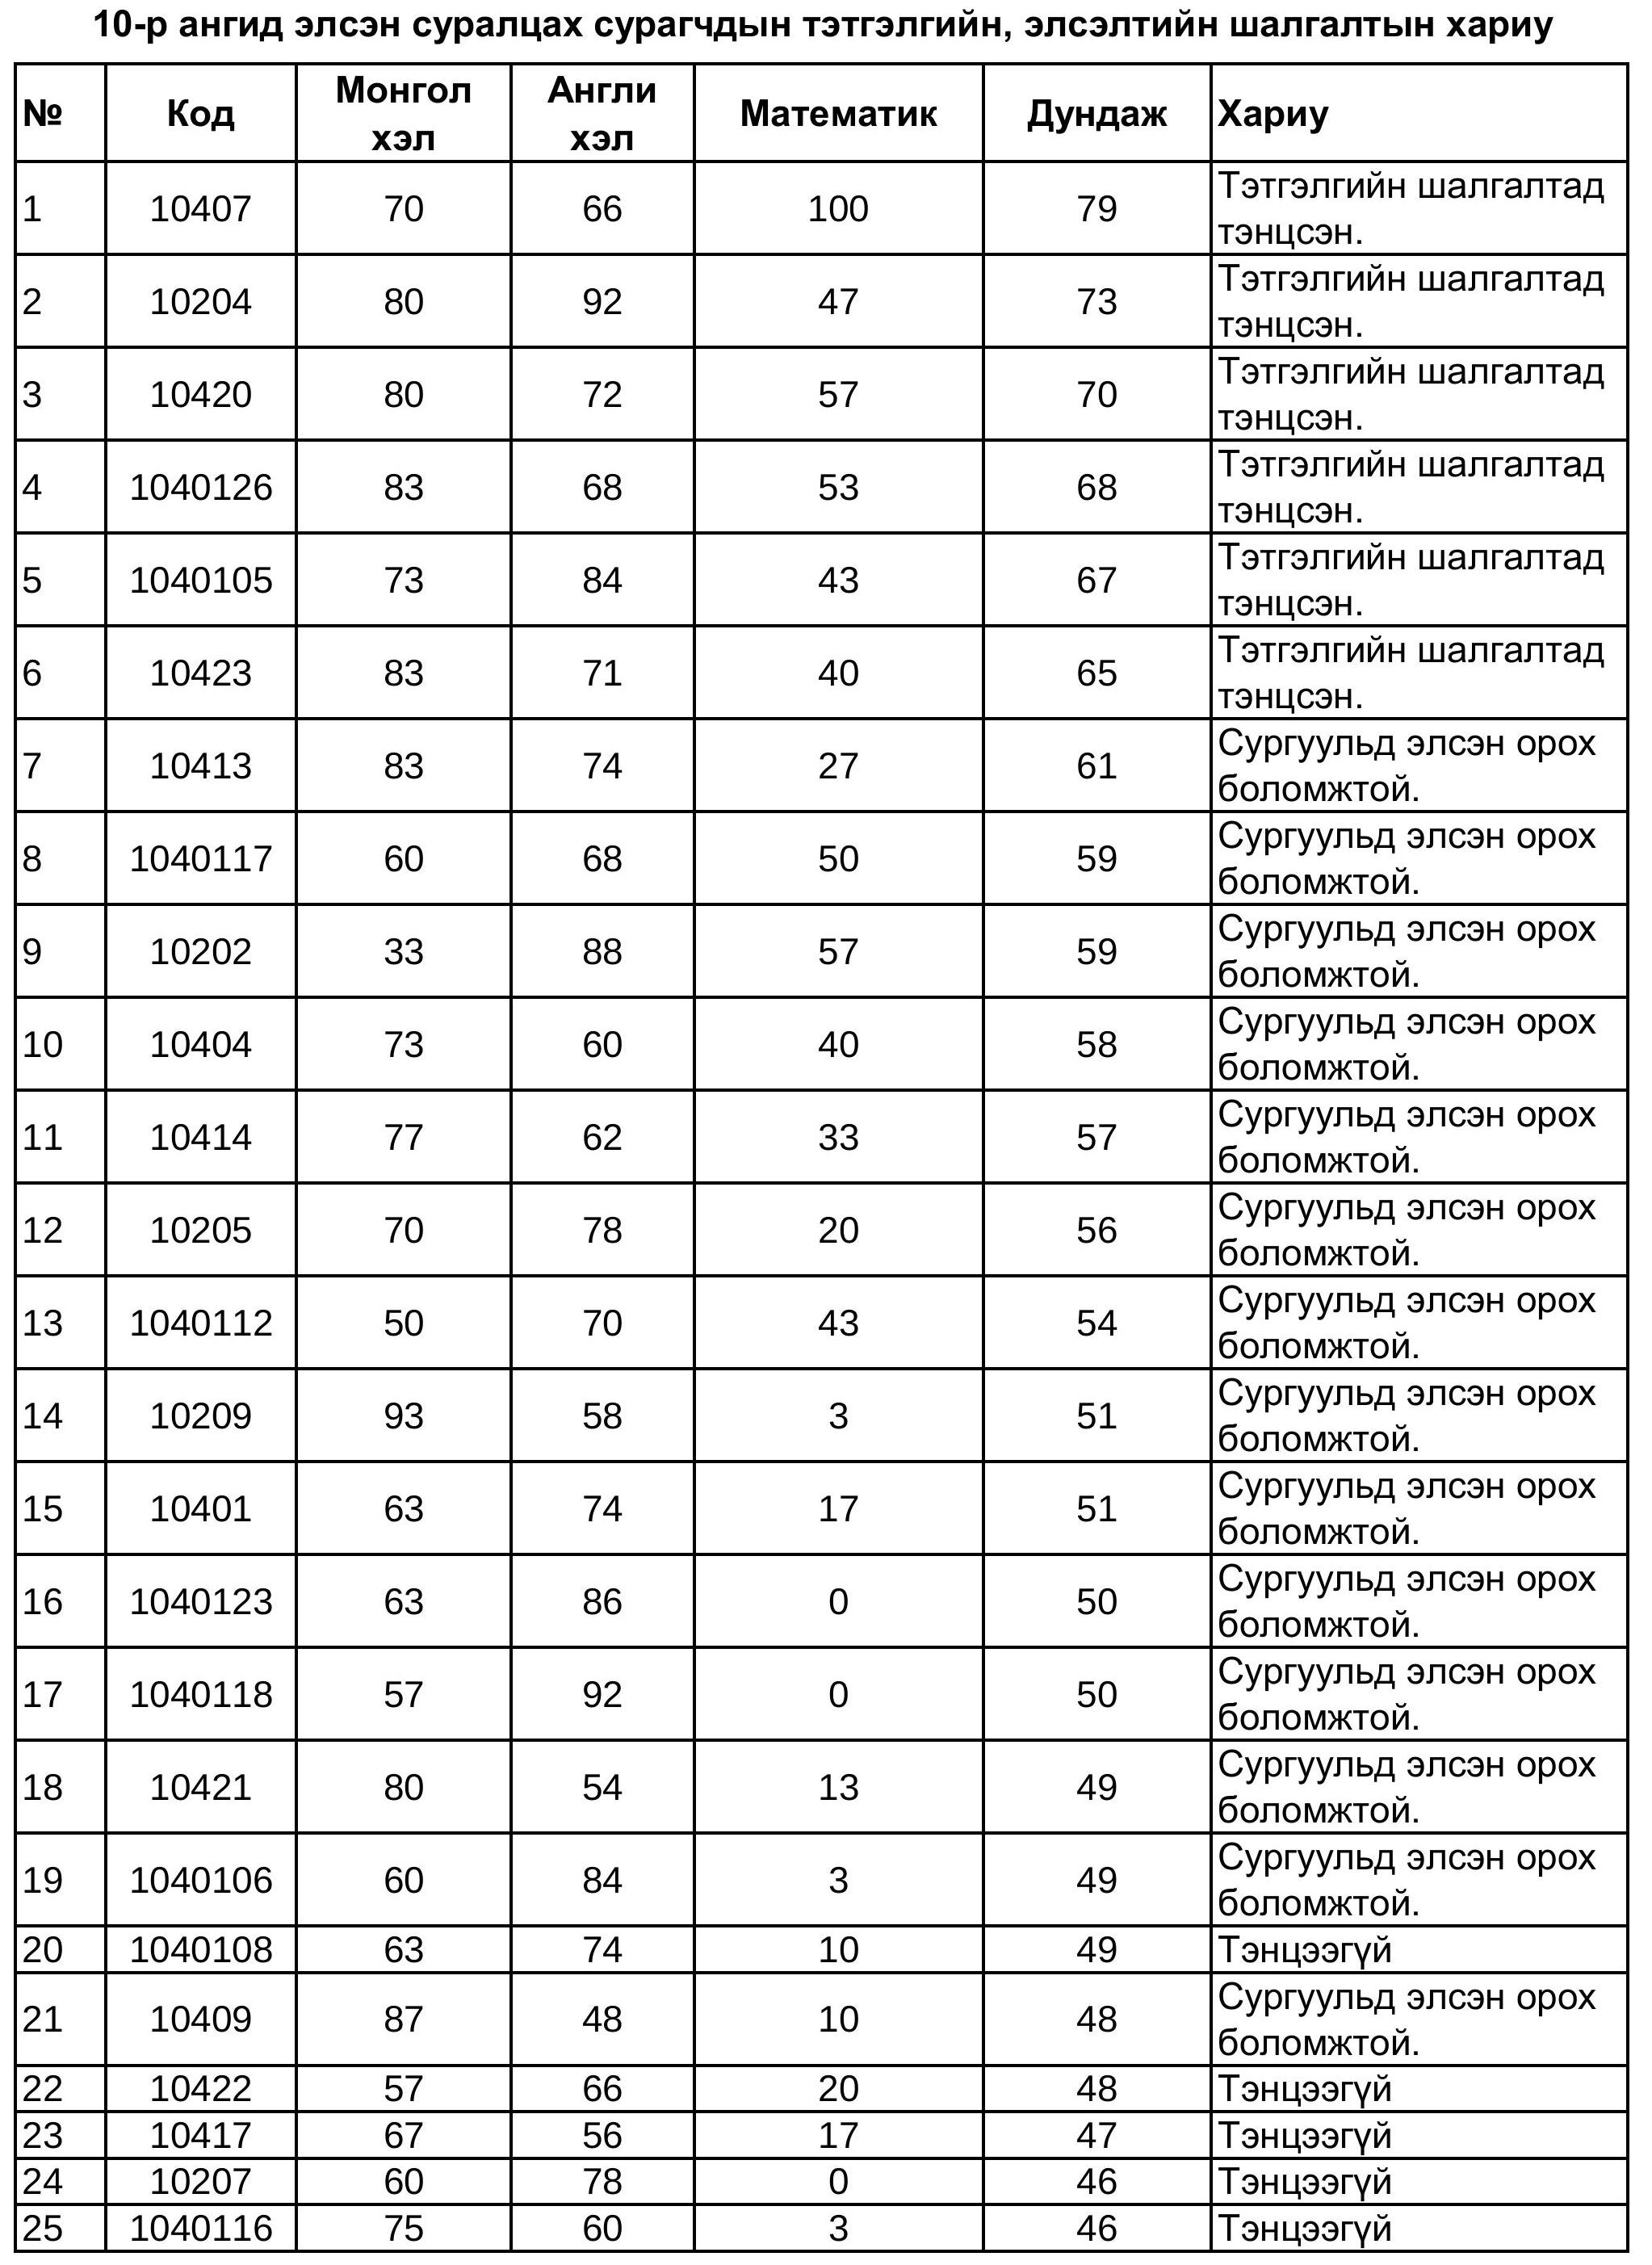 10-р ангид элсэн суралцах сурагчдын тэтгэлгийн, элсэлтийн шалгалтын хариу
№ Код Монгол хэл Англи хэл Математик Дундаж Хариу
1 10407 70 66 100 79 Тэтгэлгийн шалгалтад тэнцсэн.
2 10204 80 92 47 73 Тэтгэлгийн шалгалтад тэнцсэн.
3 10420 80 72 57 70 Тэтгэлгийн шалгалтад тэнцсэн.
4 1040126 83 68 53 68 Тэтгэлгийн шалгалтад тэнцсэн.
5 1040105 73 84 43 67 Тэтгэлгийн шалгалтад тэнцсэн.
6 10423 83 71 40 65 Тэтгэлгийн шалгалтад тэнцсэн.
7 10413 83 74 27 61 Сургуульд элсэн орох боломжтой.
8 1040117 60 68 50 59 Сургуульд элсэн орох боломжтой.
9 10202 33 88 57 59 Сургуульд элсэн орох боломжтой.
10 10404 73 60 40 58 Сургуульд элсэн орох боломжтой.
11 10414 77 62 33 57 Сургуульд элсэн орох боломжтой.
12 10205 70 78 20 56 Сургуульд элсэн орох боломжтой.
13 1040112 50 70 43 54 Сургуульд элсэн орох боломжтой.
14 10209 93 58 3 51 Сургуульд элсэн орох боломжтой.
15 10401 63 74 17 51 Сургуульд элсэн орох боломжтой.
16 1040123 63 86 0 50 Сургуульд элсэн орох боломжтой.
17 1040118 57 92 0 50 Сургуульд элсэн орох боломжтой.
18 10421 80 54 13 49 Сургуульд элсэн орох боломжтой.
19 1040106 60 84 3 49 Сургуульд элсэн орох боломжтой.
20 1040108 63 74 10 49 Тэнцээгүй
21 10409 87 48 10 48 Сургуульд элсэн орох боломжтой.
22 10422 57 66 20 48 Тэнцээгүй
23 10417 67 56 17 47 Тэнцээгүй
24 10207 60 78 0 46 Тэнцээгүй
25 1040116 75 60 3 46 Тэнцээгүй